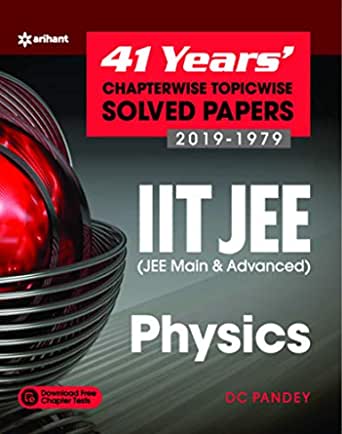 arihant
41 Years'
CHAPTERWISE TOPICWISE
SOLVED PAPERS
2019-1979
IIT JEE
(JEE Main & Advanced)
Physics
Download Free
Chapter Tests
DC PANDEY